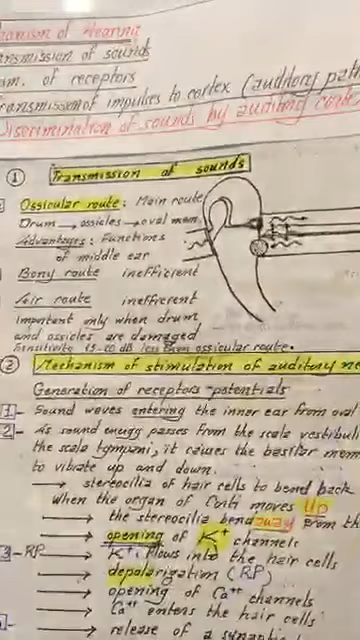 hanism of Hearing
ansmission of sounds
am. of receptors
ransmission of impulses to cortex (auditory path
Discrimination of sounds by auditory corte
① Transmission of sounds
Ossicular route: Main route
Drum → ossicles → oval mem.
Advantages: Functions
of middle ear
Bony route inefficient
Air route inefferent
Important only when drum
and ossicles are damaged
Sensitivity 15-20 dB less than ossicular route.
② Mechanism of stimulation of auditory ne
Generation of receptors-potentials
1- Sound waves entering the inner ear from oval
2- As sound energy passes from the scala vestibuli
the scala tympani, it causes the basilar mem
to vibrate up and down.
→ stereocilia of hair cells to bend back
when the organ of Corti moves Up
→ the stereocilia bend away from th
→ opening of K⁺ channels
3-RP → K⁺ flows into the hair cells
→ depolarization (RP)
→ opening of Ca⁺⁺ channels
→ Ca⁺⁺ enters the hair cells
→ release of a synaptic